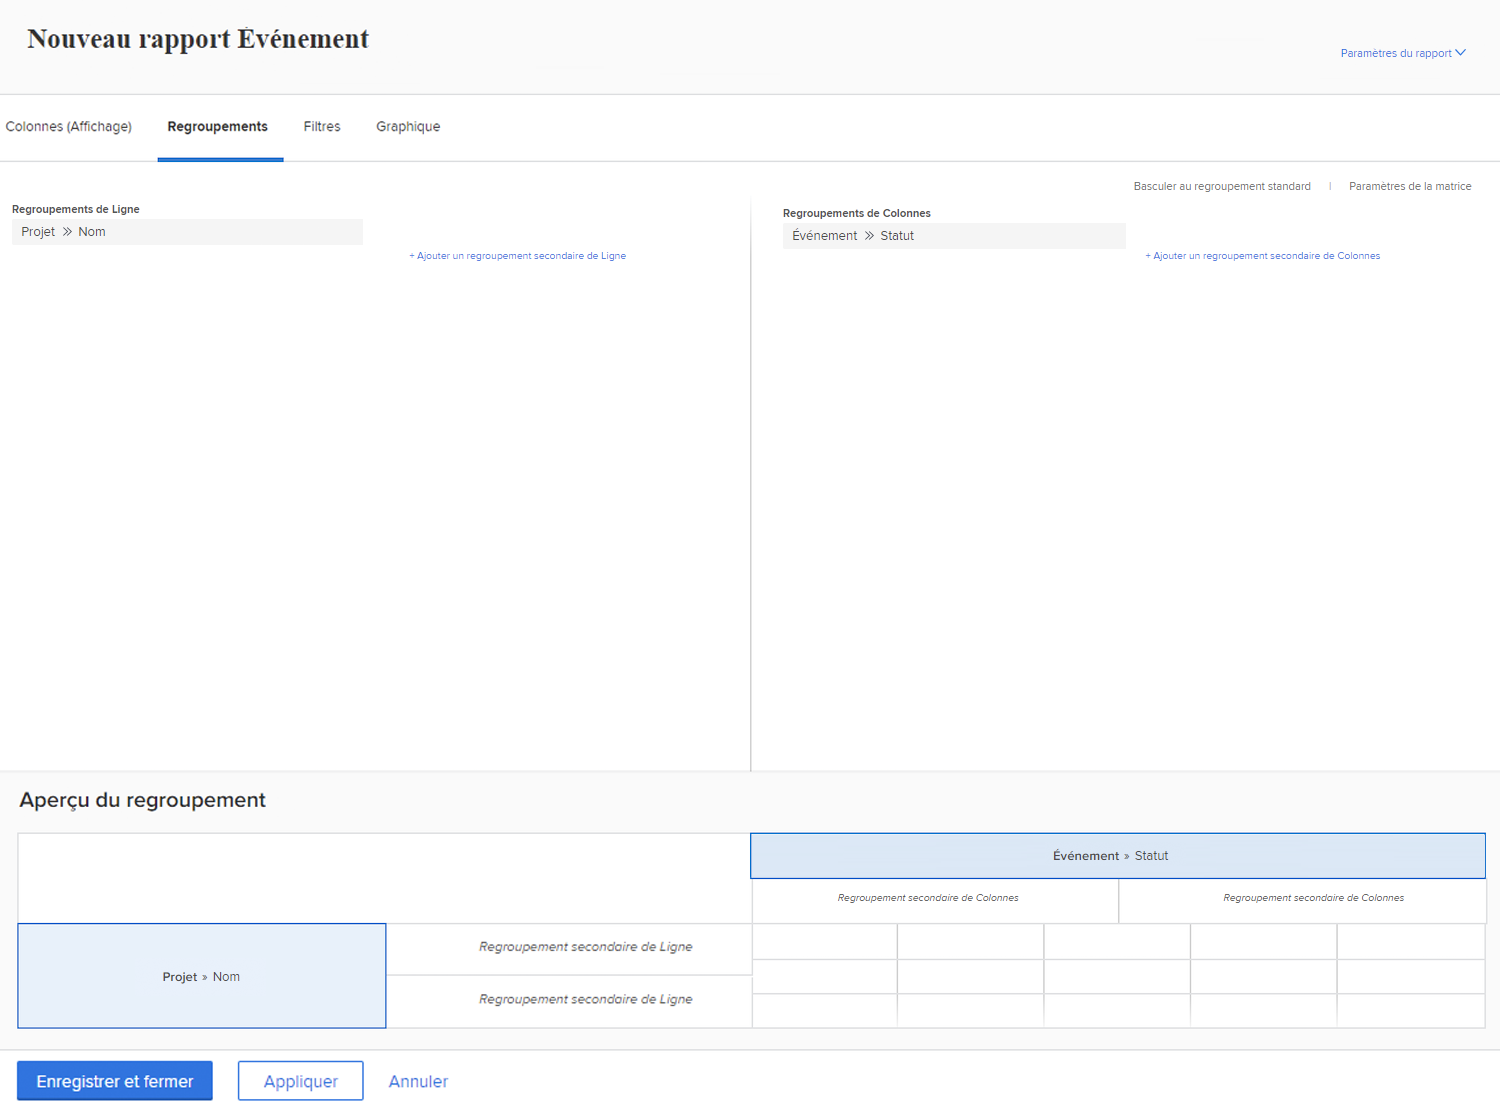 Nouveau rapport Événement
Paramètres du rapport
Colonnes (Affichage) Regroupements Filtres Graphique
Basculer au regroupement standard | Paramètres de la matrice
Regroupements de Ligne
Projet » Nom
+ Ajouter un regroupement secondaire de Ligne
Regroupements de Colonnes
Événement » Statut
+ Ajouter un regroupement secondaire de Colonnes
Aperçu du regroupement
Événement » Statut
Regroupement secondaire de Colonnes Regroupement secondaire de Colonnes
Projet » Nom
Regroupement secondaire de Ligne
Regroupement secondaire de Ligne
Enregistrer et fermer Appliquer Annuler